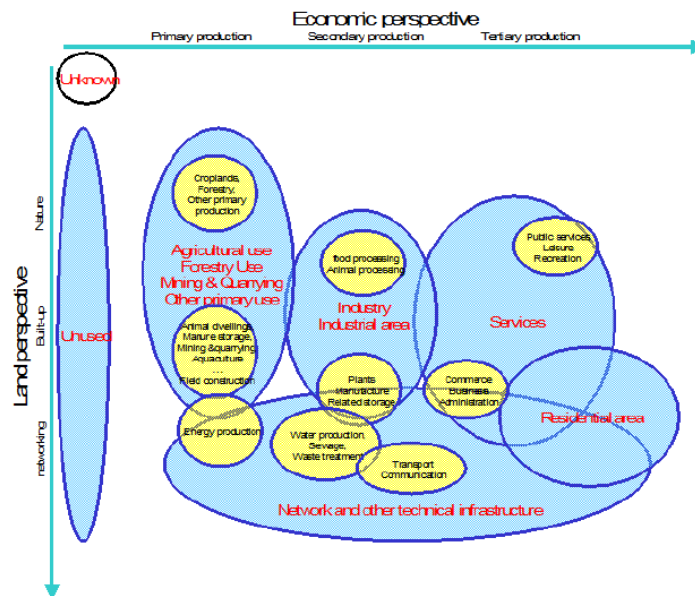 Economic perspective
Primary production
Secondary production
Tertiary production
Unknown
Land perspective
Nature
Built-up
networking
Unused
Croplands,
Forestry,
Other primary
production
Agricultural use
Forestry Use
Mining & Quarrying
Other primary use
Animal dwellings,
Manure storage,
Mining &quarrying
Aquaculture
…
Field construction
Energy production
food processing
Animal processing
Industry
Industrial area
Plants
Manufacture
Related storage
Water production,
Sewage,
Waste treatment
Transport
Communication
Public services
Leisure
Recreation
Services
Commerce
Business
Administration
Residential area
Network and other technical infrastructure